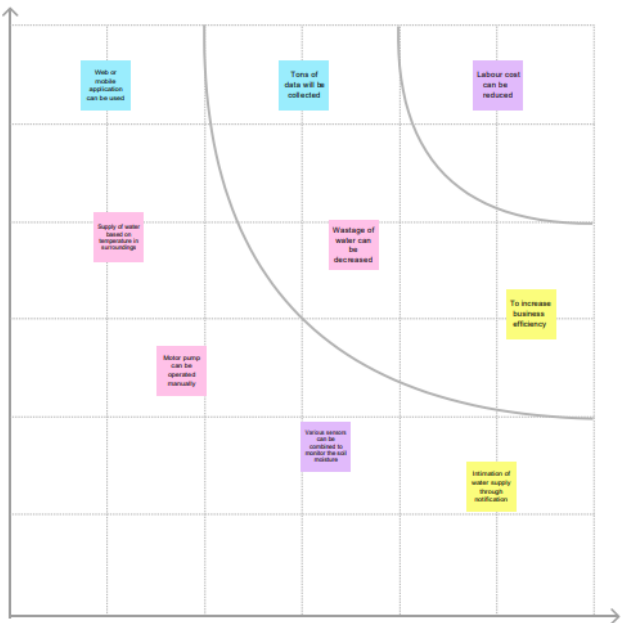 Web or
mobile
application
can be used
Tons of
data will be
collected
Labour cost
can be
reduced
Supply of water
based on
temperature in
surroundings
Wastage of
water can
be
decreased
To increase
business
efficiency
Motor pump
can be
operated
manually
Various sensors
can be
combined to
monitor the soil
moisture
Intimation of
water supply
through
notification